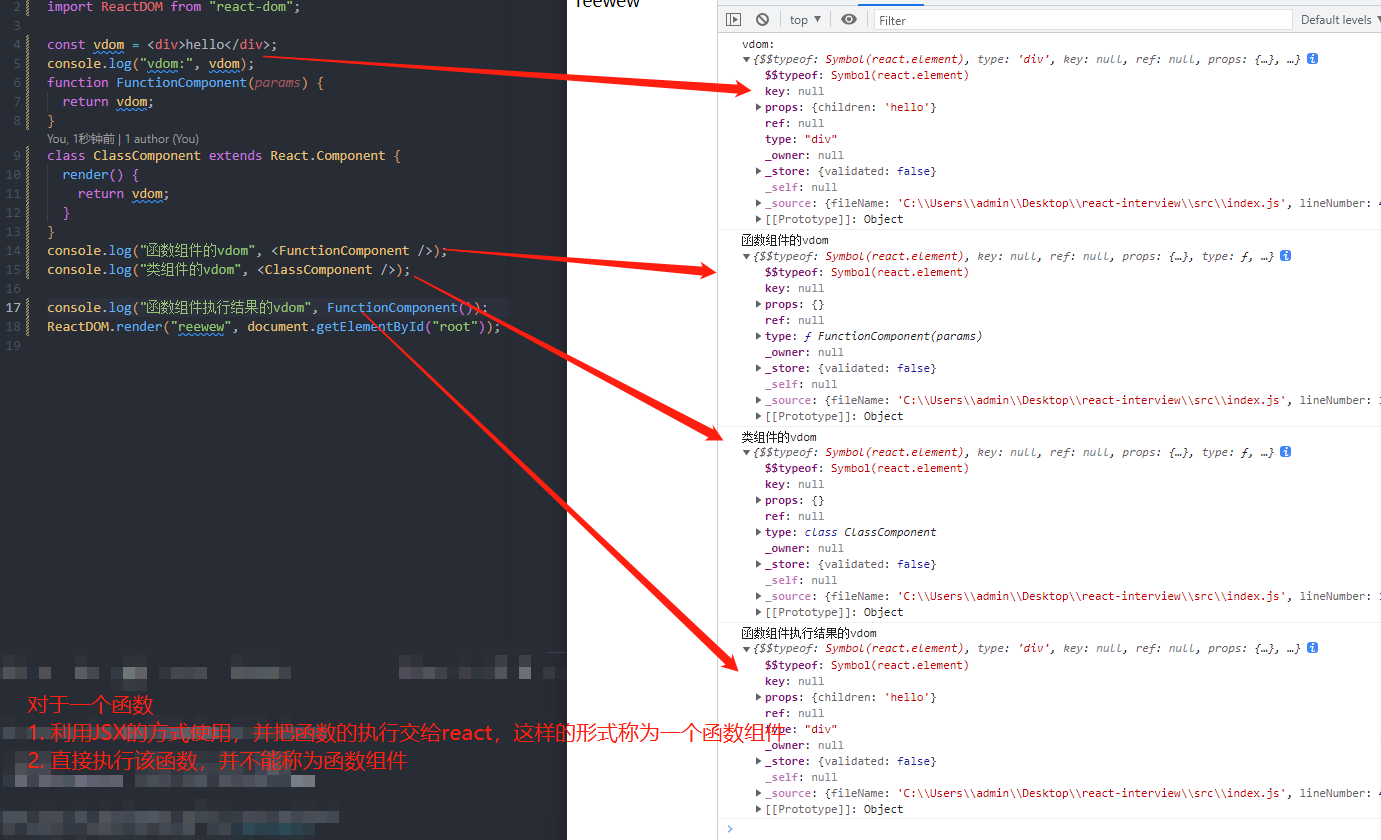 2 import ReactDOM from "react-dom";
3
4 const vdom = <div>hello</div>;
5 console.log("vdom:", vdom);
6 function FunctionComponent(params) {
7 return vdom;
8 }
You, 1秒钟前 | 1 author (You)
9 class ClassComponent extends React.Component {
10 render() {
11 return vdom;
12 }
13 }
14 console.log("函数组件的vdom", <FunctionComponent />);
15 console.log("类组件的vdom", <ClassComponent />);
16
17 console.log("函数组件执行结果的vdom", FunctionComponent());
18 ReactDOM.render("reewew", document.getElementById("root"));
19
对于一个函数
1. 利用JSX的方式使用，并把函数的执行交给react，这样的形式称为一个函数组件
2. 直接执行该函数，并不能称为函数组件
reewew
top ▼ Filter Default levels ▼
vdom:
▼{$$typeof: Symbol(react.element), type: 'div', key: null, ref: null, props: {…}, …} i
$$typeof: Symbol(react.element)
key: null
▶props: {children: 'hello'}
ref: null
type: "div"
_owner: null
▶_store: {validated: false}
_self: null
▶_source: {fileName: 'C:\\Users\\admin\\Desktop\\react-interview\\src\\index.js', lineNumber: 4
▶[[Prototype]]: Object
函数组件的vdom
▼{$$typeof: Symbol(react.element), key: null, ref: null, props: {…}, type: ƒ, …} i
$$typeof: Symbol(react.element)
key: null
▶props: {}
ref: null
▶type: ƒ FunctionComponent(params)
_owner: null
▶_store: {validated: false}
_self: null
▶_source: {fileName: 'C:\\Users\\admin\\Desktop\\react-interview\\src\\index.js', lineNumber: 1
▶[[Prototype]]: Object
类组件的vdom
▼{$$typeof: Symbol(react.element), key: null, ref: null, props: {…}, type: ƒ, …} i
$$typeof: Symbol(react.element)
key: null
▶props: {}
ref: null
▶type: class ClassComponent
_owner: null
▶_store: {validated: false}
_self: null
▶_source: {fileName: 'C:\\Users\\admin\\Desktop\\react-interview\\src\\index.js', lineNumber: 1
▶[[Prototype]]: Object
函数组件执行结果的vdom
▼{$$typeof: Symbol(react.element), type: 'div', key: null, ref: null, props: {…}, …} i
$$typeof: Symbol(react.element)
key: null
▶props: {children: 'hello'}
ref: null
type: "div"
_owner: null
▶_store: {validated: false}
_self: null
▶_source: {fileName: 'C:\\Users\\admin\\Desktop\\react-interview\\src\\index.js', lineNumber: 4
▶[[Prototype]]: Object